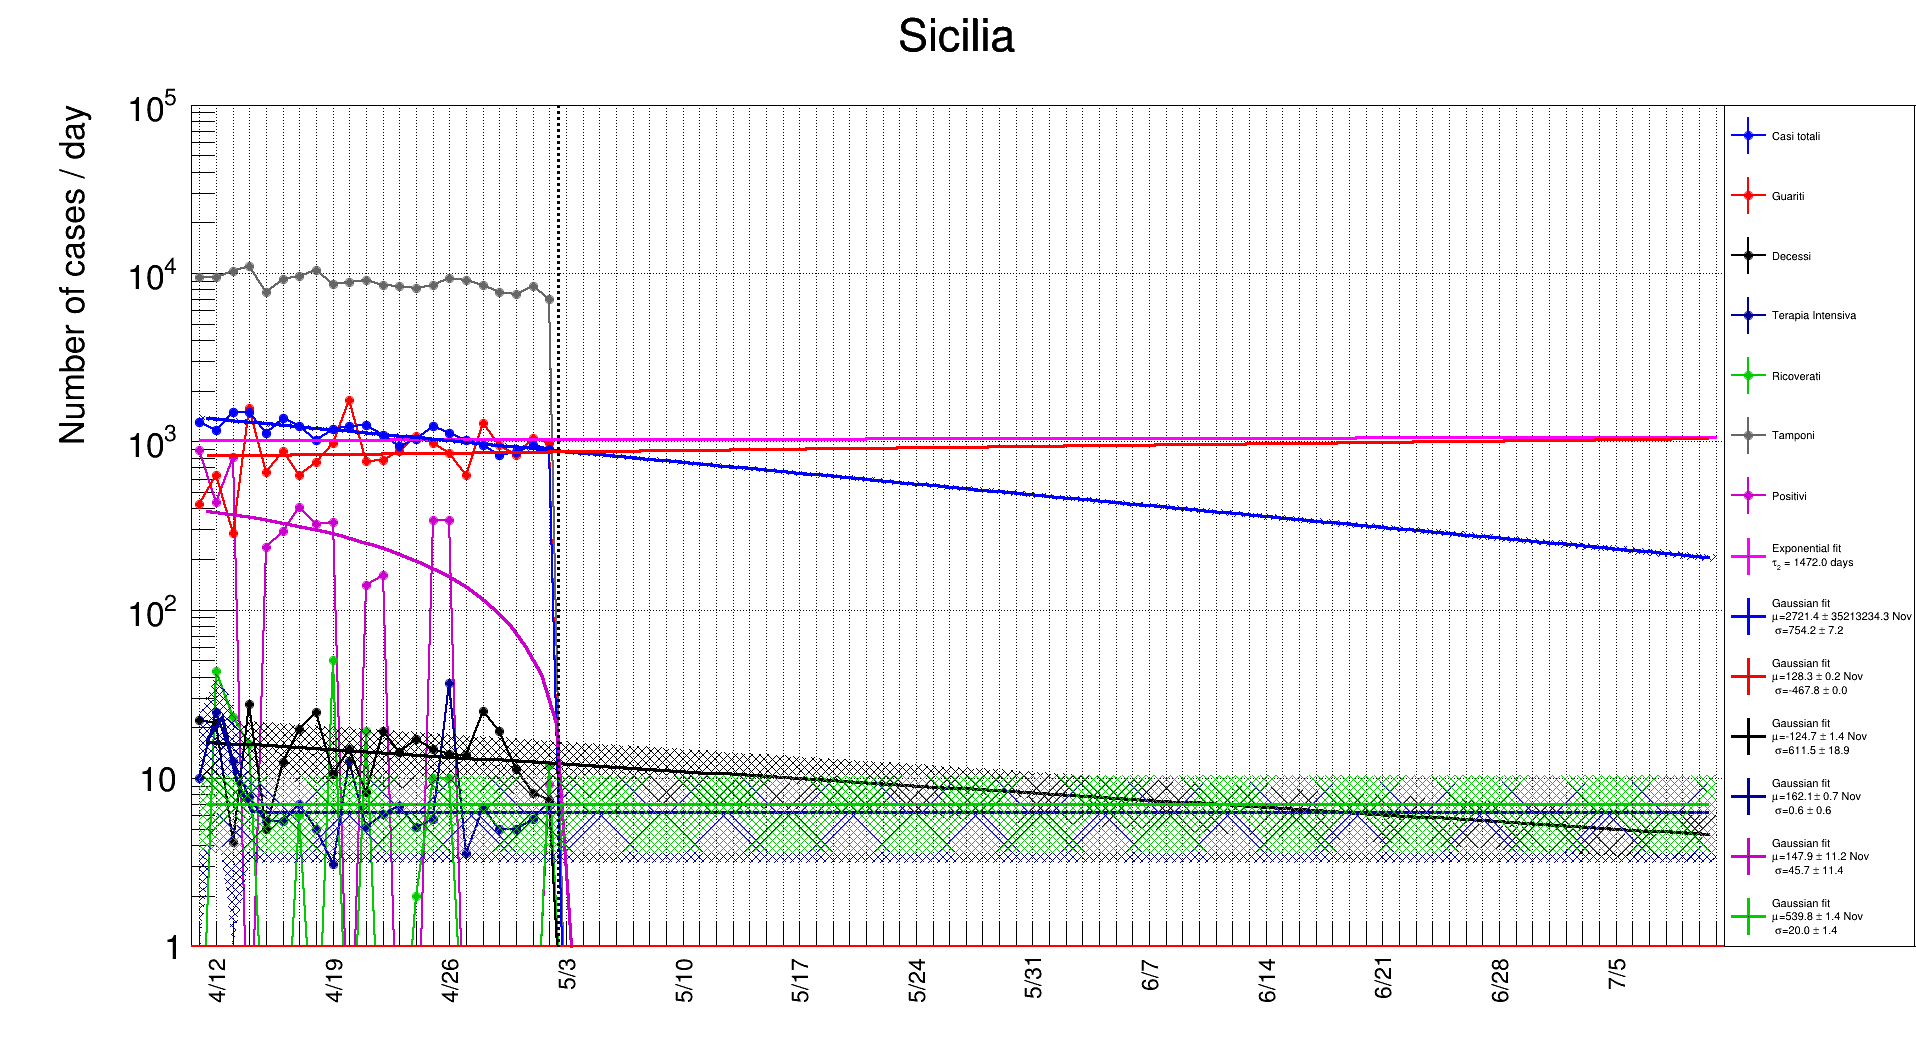 Sicilia
Number of cases / day
10^5
10^4
10^3
10^2
10
1
4/12
4/19
4/26
5/3
5/10
5/17
5/24
5/31
6/7
6/14
6/21
6/28
7/5
Casi totali
Guariti
Decessi
Terapia Intensiva
Ricoverati
Tamponi
Positivi
Exponential fit
τ_2 = 1472.0 days
Gaussian fit
μ=2721.4 ± 35213234.3 Nov
σ=754.2 ± 7.2
Gaussian fit
μ=128.3 ± 0.2 Nov
σ=-467.8 ± 0.0
Gaussian fit
μ=-124.7 ± 1.4 Nov
σ=611.5 ± 18.9
Gaussian fit
μ=162.1 ± 0.7 Nov
σ=0.6 ± 0.6
Gaussian fit
μ=147.9 ± 11.2 Nov
σ=45.7 ± 11.4
Gaussian fit
μ=539.8 ± 1.4 Nov
σ=20.0 ± 1.4